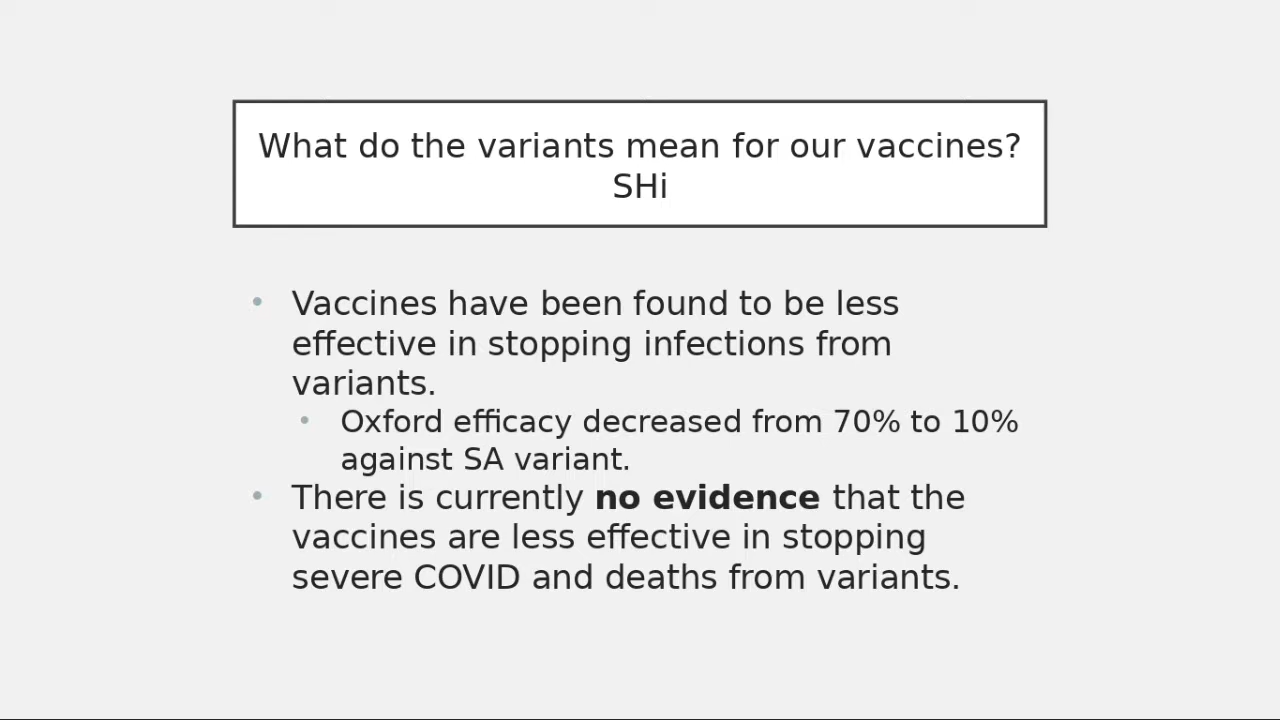 What do the variants mean for our vaccines?
SHi
• Vaccines have been found to be less
effective in stopping infections from
variants.
• Oxford efficacy decreased from 70% to 10%
against SA variant.
• There is currently no evidence that the
vaccines are less effective in stopping
severe COVID and deaths from variants.